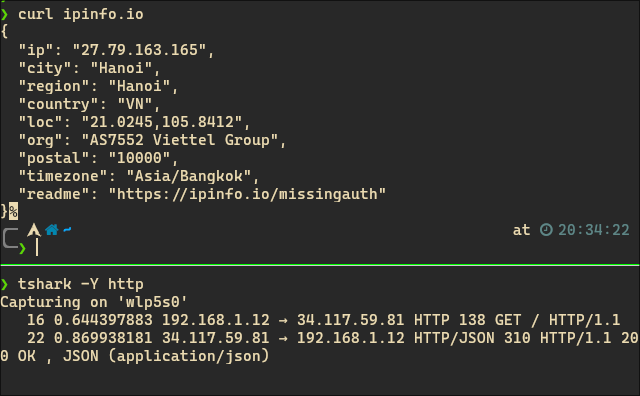 ❯ curl ipinfo.io
{
  "ip": "27.79.163.165",
  "city": "Hanoi",
  "region": "Hanoi",
  "country": "VN",
  "loc": "21.0245,105.8412",
  "org": "AS7552 Viettel Group",
  "postal": "10000",
  "timezone": "Asia/Bangkok",
  "readme": "https://ipinfo.io/missingauth"
}%
~ at 20:34:22
❯
❯ tshark -Y http
Capturing on 'wlp5s0'
   16 0.644397883 192.168.1.12 → 34.117.59.81 HTTP 138 GET / HTTP/1.1
   22 0.869938181 34.117.59.81 → 192.168.1.12 HTTP/JSON 310 HTTP/1.1 20
0 OK , JSON (application/json)